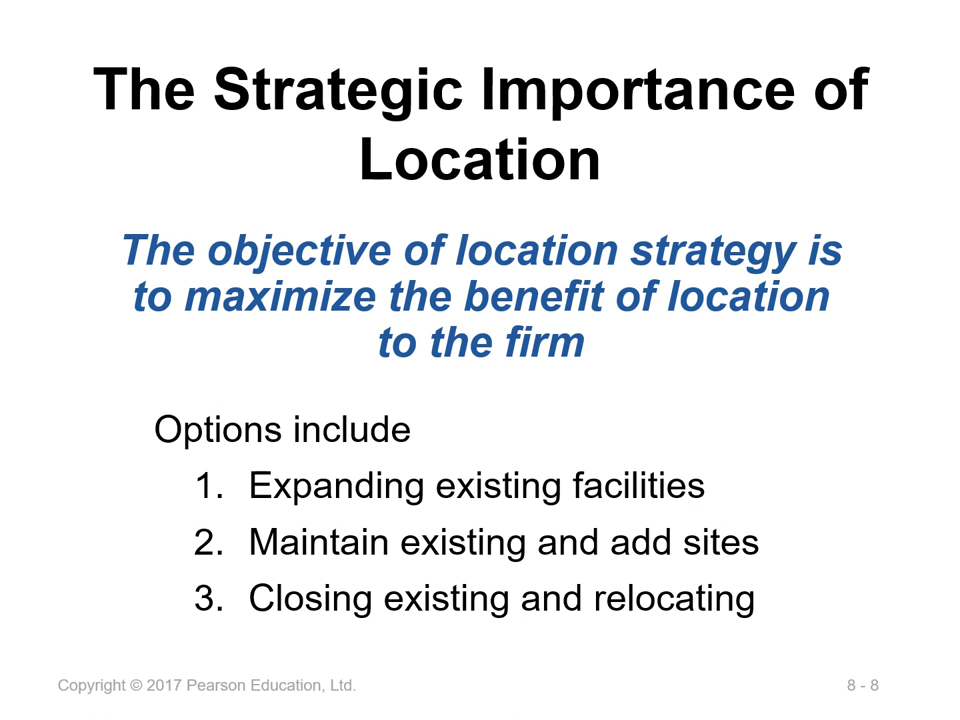 The Strategic Importance of
Location
The objective of location strategy is
to maximize the benefit of location
to the firm
Options include
1. Expanding existing facilities
2. Maintain existing and add sites
3. Closing existing and relocating
Copyright © 2017 Pearson Education, Ltd.
8 - 8